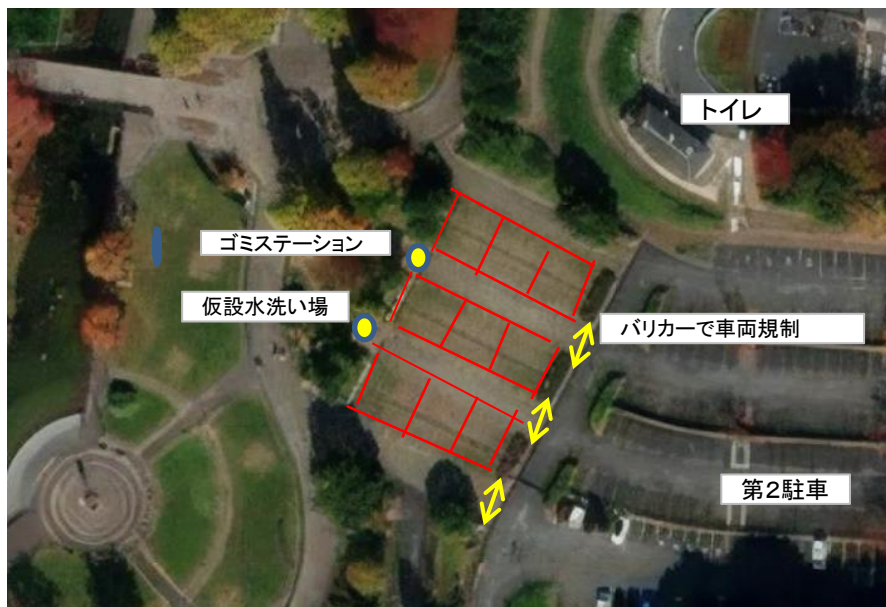 トイレ
ゴミステーション
仮設水洗い場
バリカーで車両規制
第2駐車